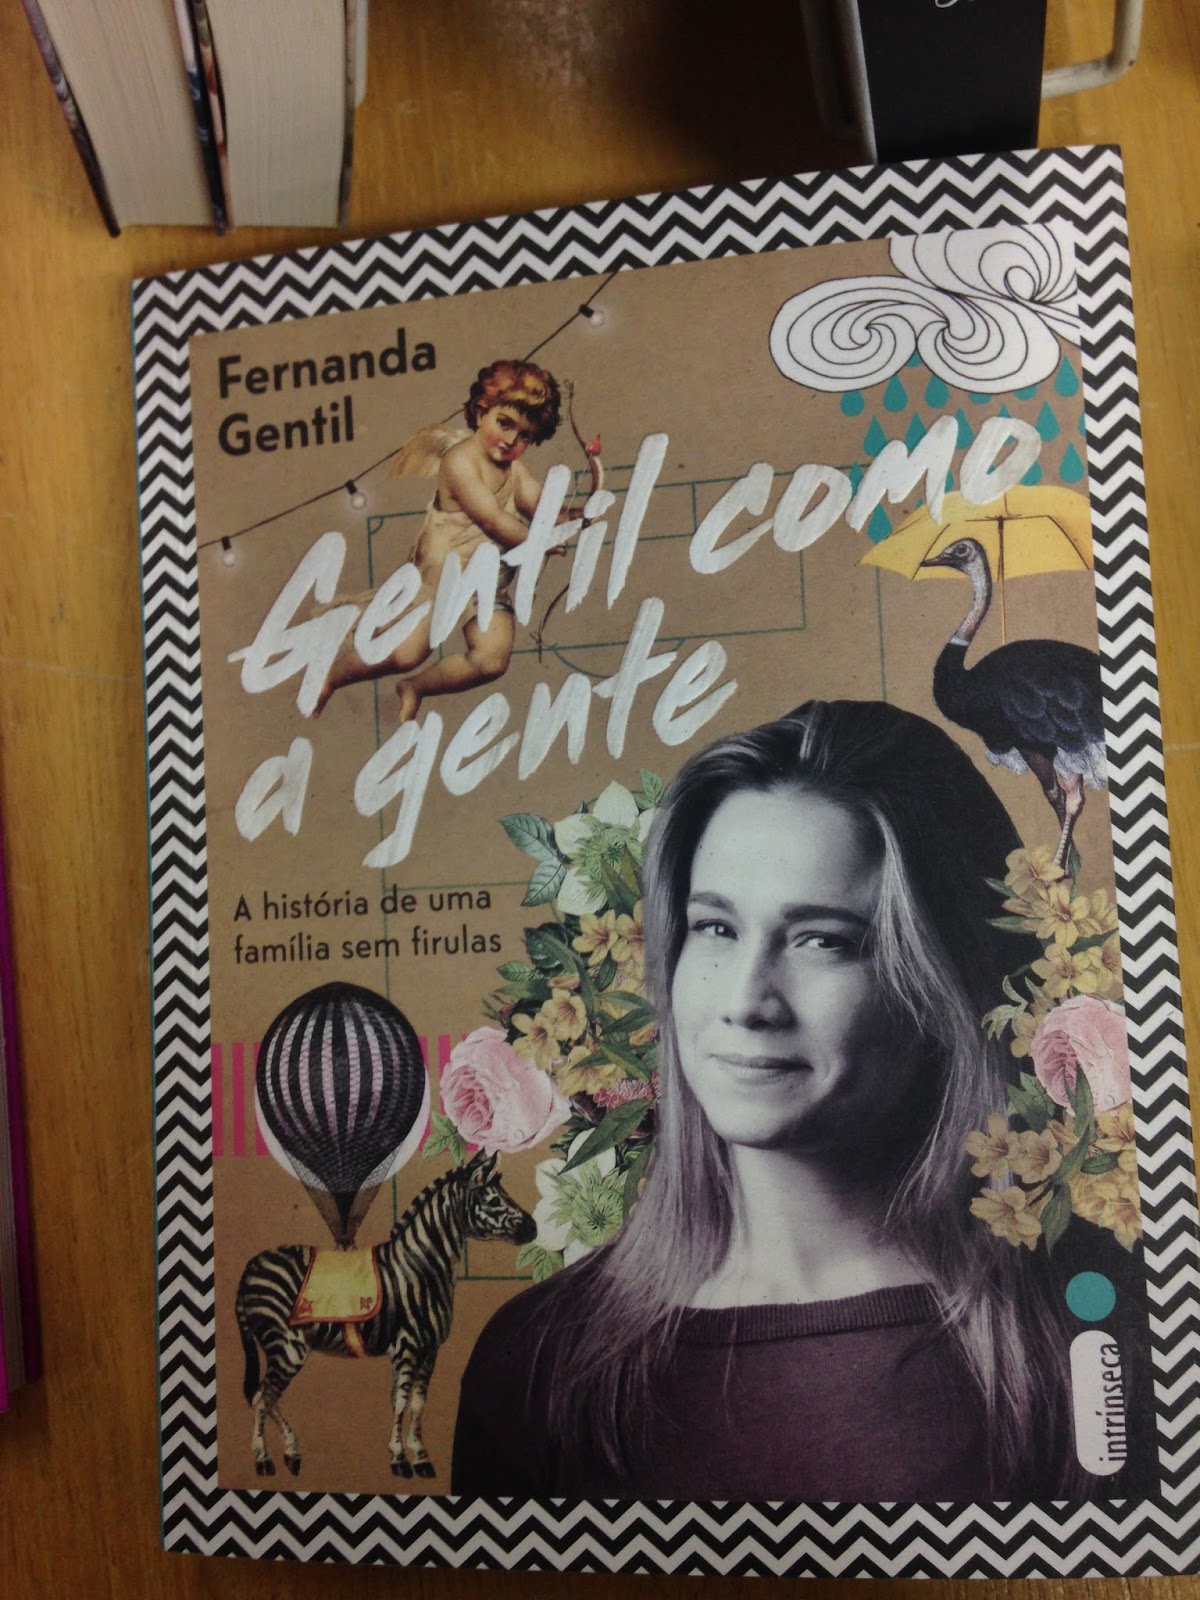 Fernanda
Gentil
Gentil como
a gente
A história de uma
família sem firulas
intrínseca